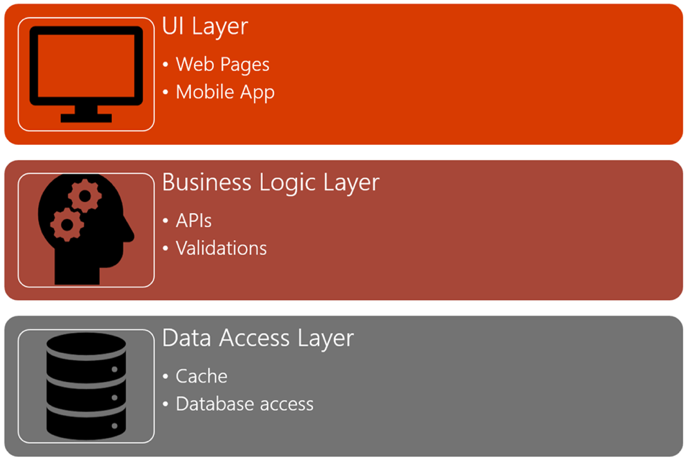 UI Layer
• Web Pages
• Mobile App
Business Logic Layer
• APIs
• Validations
Data Access Layer
• Cache
• Database access